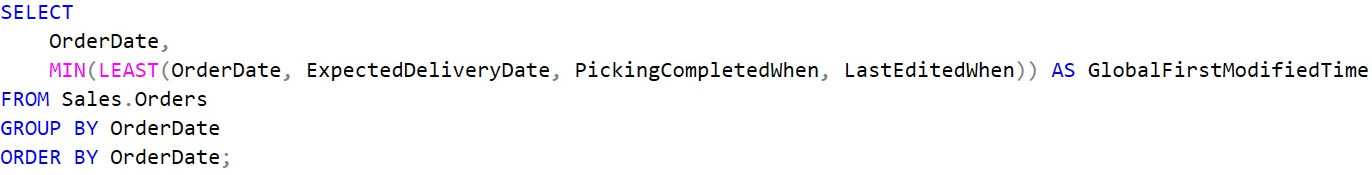 SELECT
    OrderDate,
    MIN(LEAST(OrderDate, ExpectedDeliveryDate, PickingCompletedWhen, LastEditedWhen)) AS GlobalFirstModifiedTime
FROM Sales.Orders
GROUP BY OrderDate
ORDER BY OrderDate;